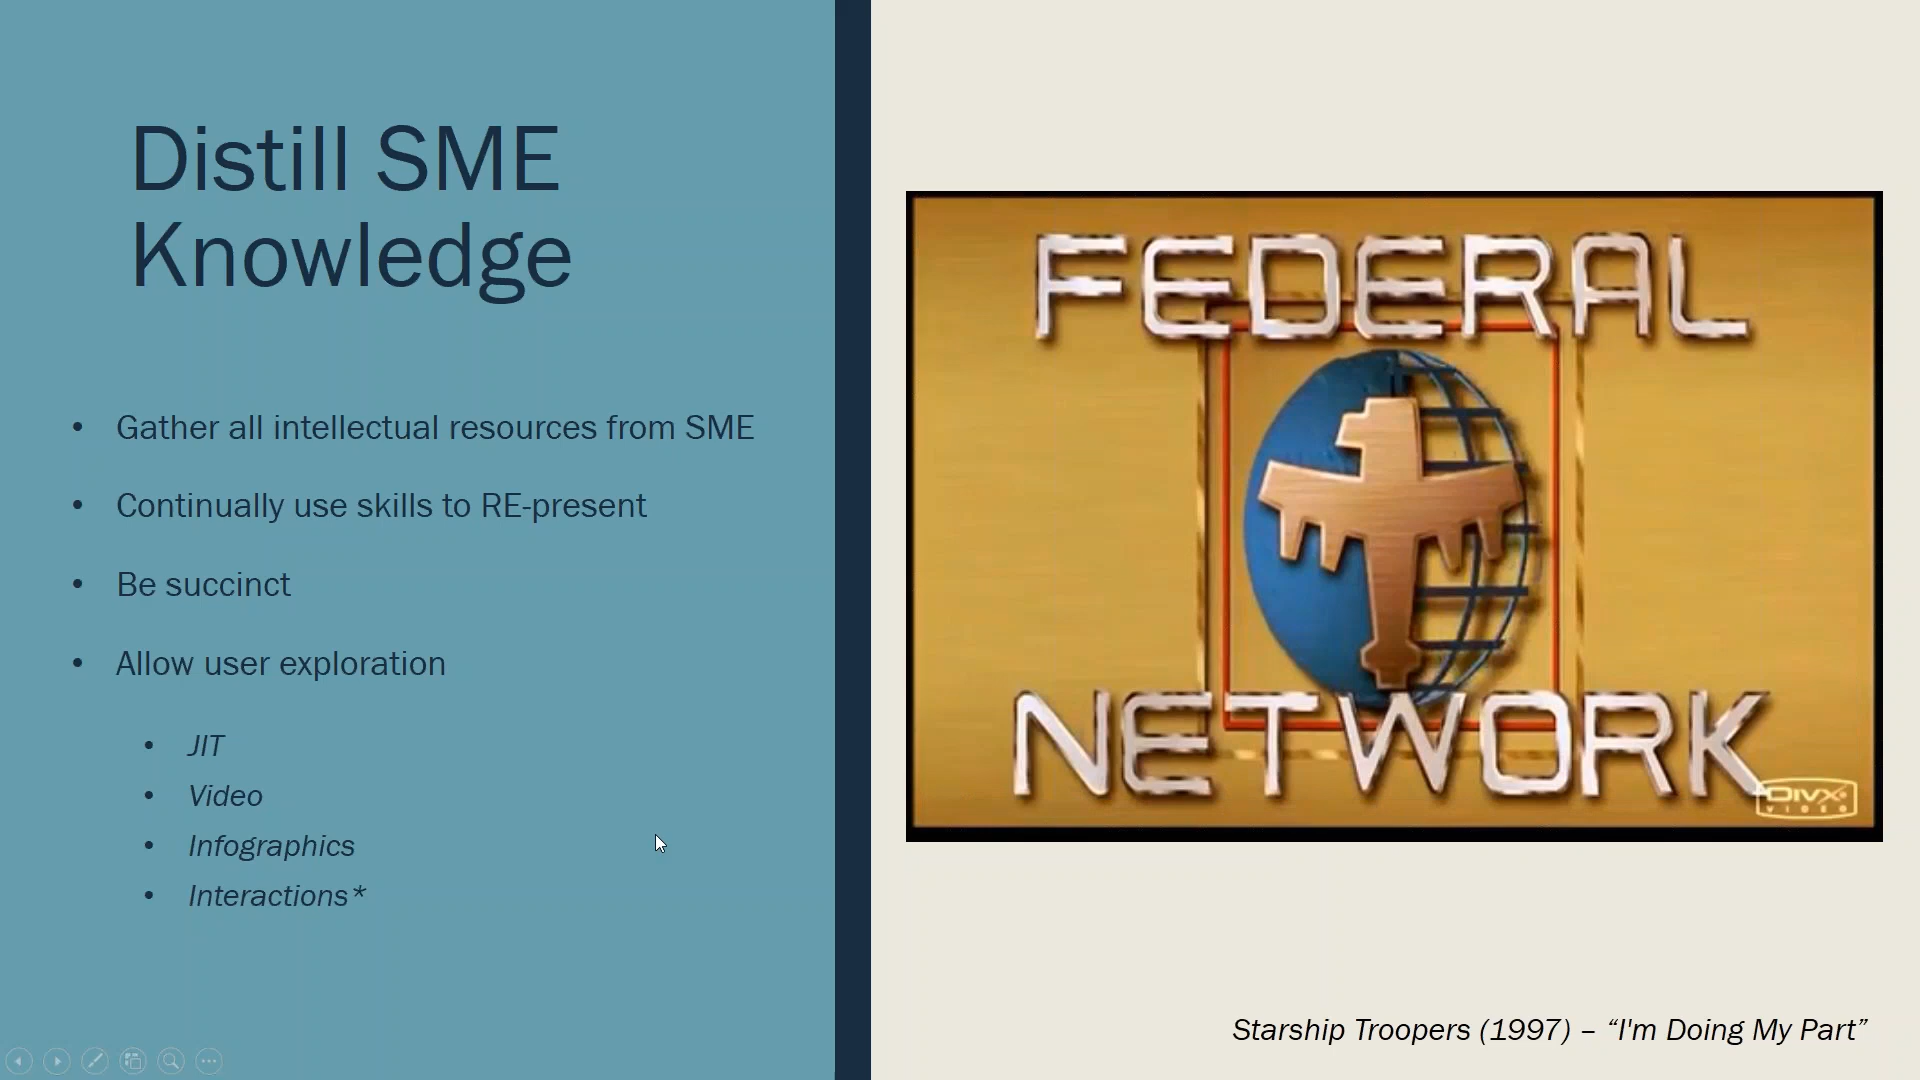 Distill SME
Knowledge
• Gather all intellectual resources from SME
• Continually use skills to RE-present
• Be succinct
• Allow user exploration
• JIT
• Video
• Infographics
• Interactions*
FEDERAL
NETWORK
DIVX
VIDEO
Starship Troopers (1997) – “I'm Doing My Part”